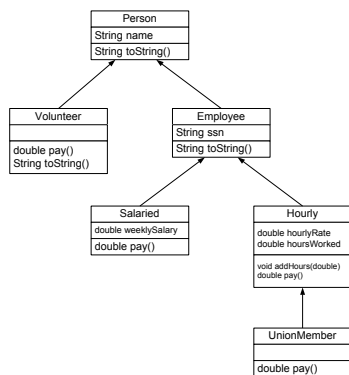 Person
String name
String toString()
Volunteer
double pay()
String toString()
Employee
String ssn
String toString()
Salaried
double weeklySalary
double pay()
Hourly
double hourlyRate
double hoursWorked
void addHours(double)
double pay()
UnionMember
double pay()